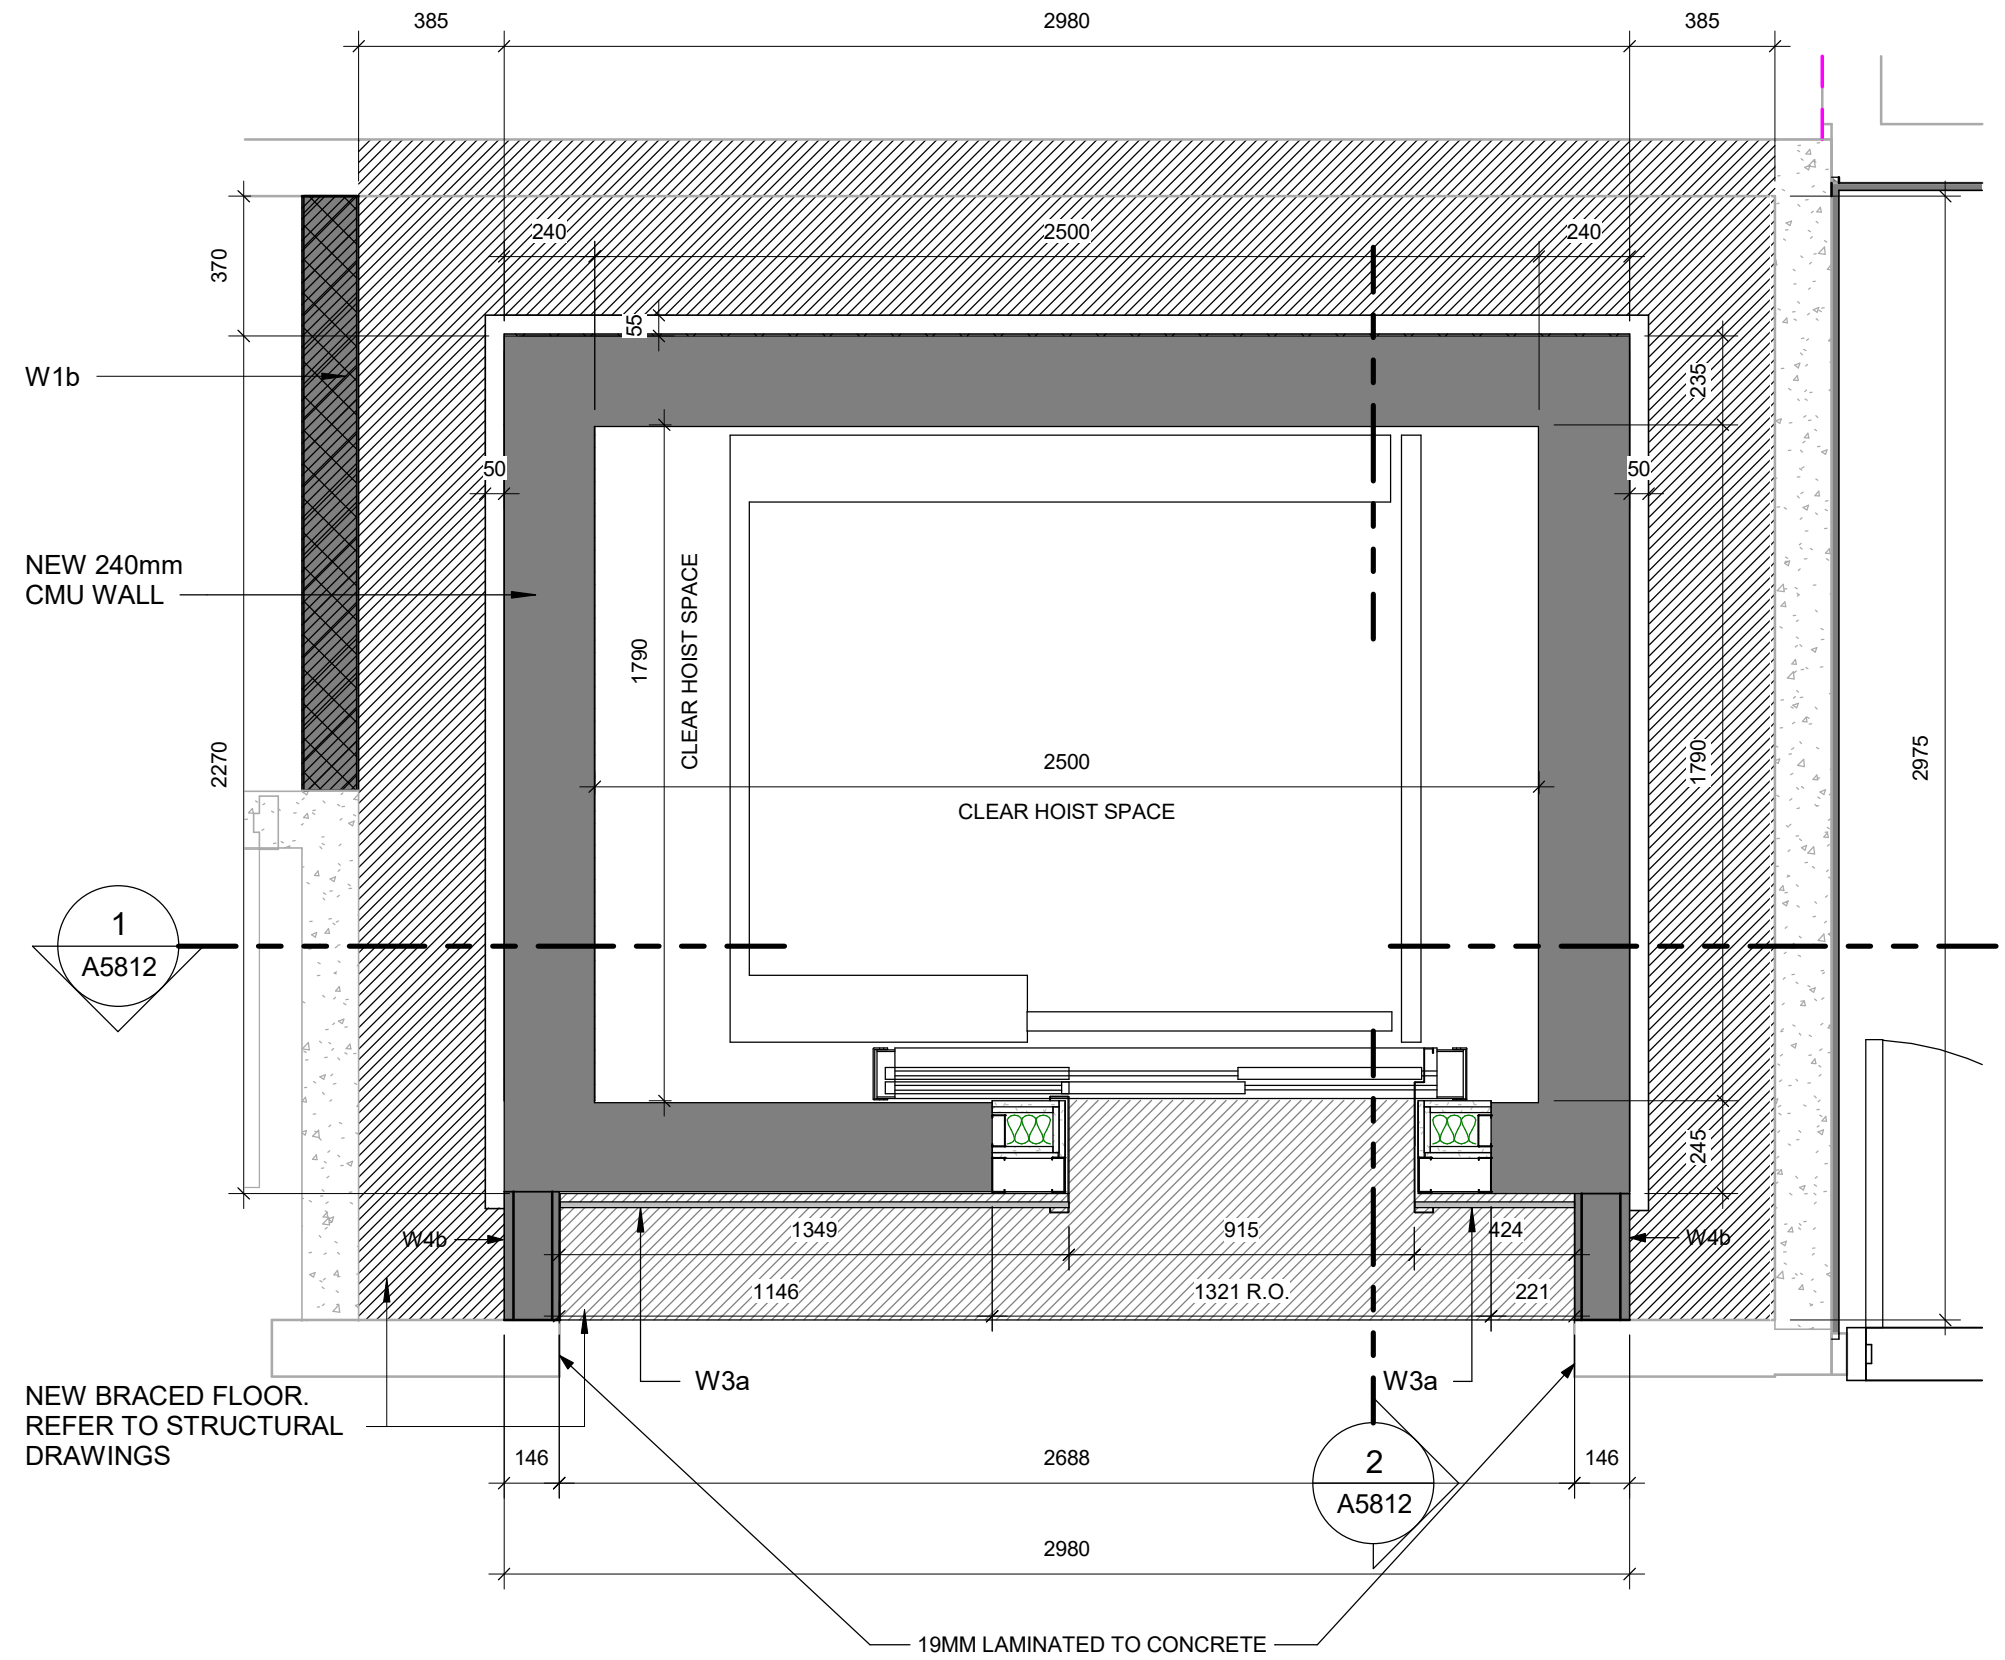 385
2980
385
240
2500
240
370
55
235
W1b
50
50
NEW 240mm
CMU WALL
1790
CLEAR HOIST SPACE
2270
2500
CLEAR HOIST SPACE
1790
2975
1
A5812
245
W4b
1349
915
424
W4b
1146
1321 R.O.
221
W3a
W3a
NEW BRACED FLOOR.
REFER TO STRUCTURAL
DRAWINGS
146
2688
146
2
A5812
2980
19MM LAMINATED TO CONCRETE